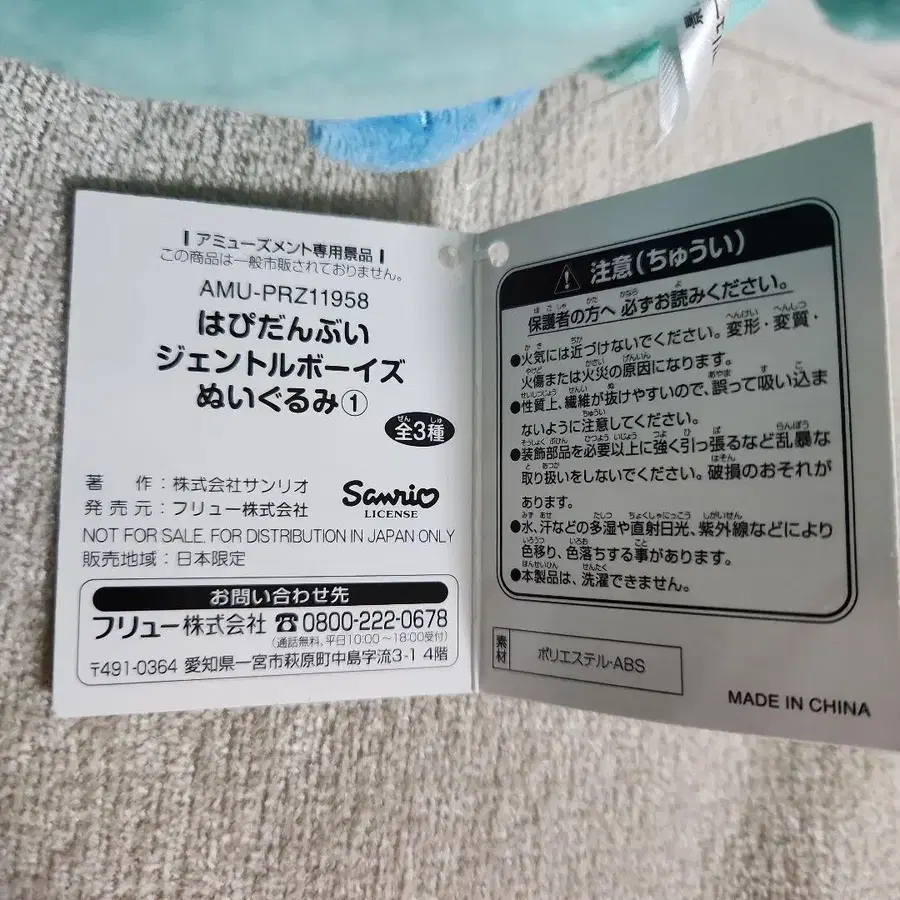 アミューズメント専用景品
この商品は一般市販されておりません。
AMU-PRZ11958
はぴだんぶい
ジェントルボーイズ
ぬいぐるみ①
全3種
ぜん しゅ
著 作：株式会社サンリオ
発売元：フリュー株式会社
Sanrio
LICENSE
NOT FOR SALE. FOR DISTRIBUTION IN JAPAN ONLY
販売地域：日本限定
お問い合わせ先
フリュー株式会社 ☎0800-222-0678
(通話無料、平日10:00～18:00受付)
〒491-0364 愛知県一宮市萩原町中島字流3-1 4階
注意(ちゅうい)
保護者の方へ 必ずお読みください。
●火気には近づけないでください。変形・変質・
火傷または火災の原因になります。
●性質上、繊維が抜けやすいので、誤って吸い込ま
ないように注意してください。
●装飾部品を必要以上に強く引っ張るなど乱暴な
取り扱いをしないでください。破損のおそれが
あります。
●水、汗などの多湿や直射日光、紫外線などにより
色移り、色落ちする事があります。
●本製品は、洗濯できません。
素材
ポリエステル・ABS
MADE IN CHINA